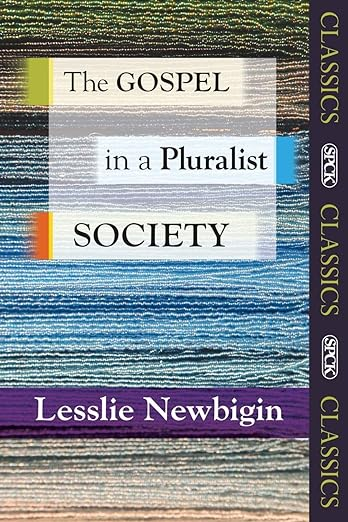 The GOSPEL
in a Pluralist
SOCIETY
Lesslie Newbigin
CLASSICS
SPCK
CLASSICS
SPCK
CLASSICS